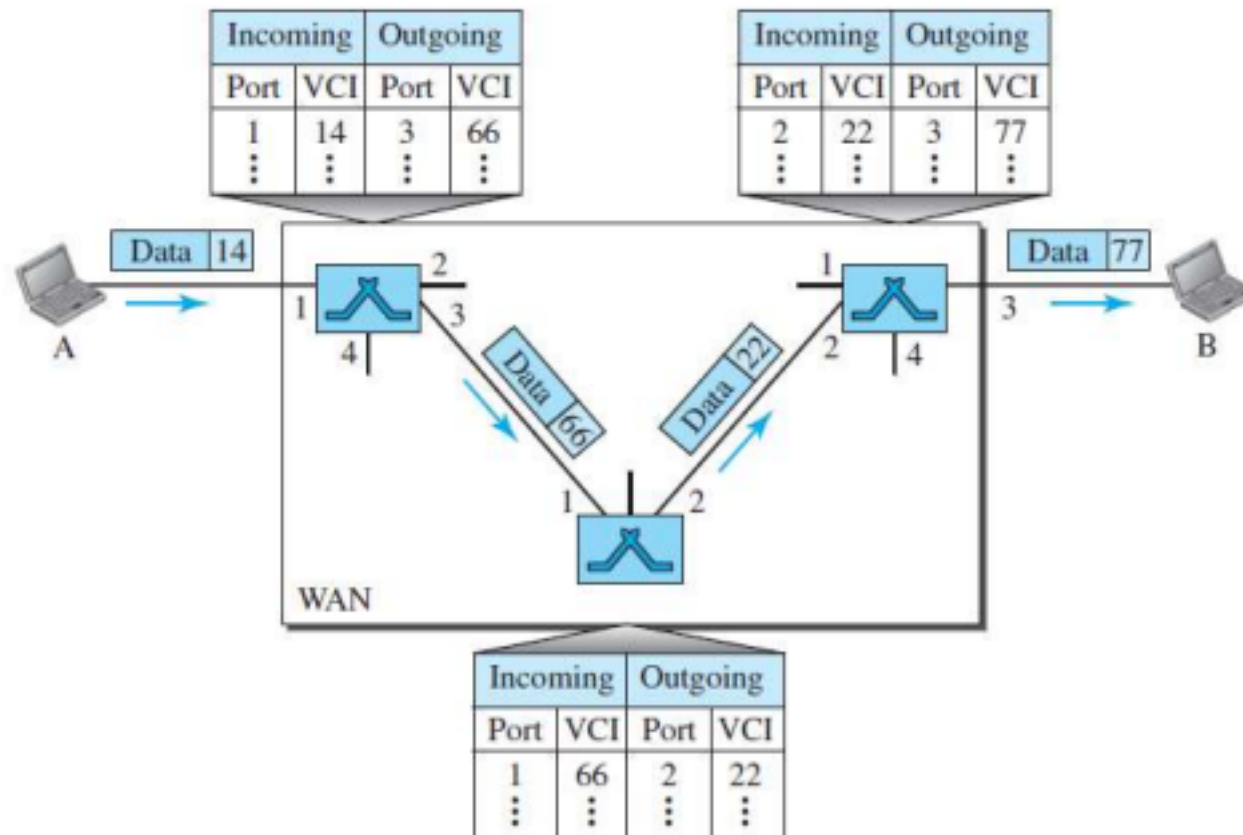 Incoming Outgoing
Port VCI Port VCI
1 14 3 66
⋮ ⋮ ⋮ ⋮
Incoming Outgoing
Port VCI Port VCI
2 22 3 77
⋮ ⋮ ⋮ ⋮
Data 14
A
1
2
3
4
Data 66
Data 22
1
2
1
2
3
4
Data 77
B
WAN
Incoming Outgoing
Port VCI Port VCI
1 66 2 22
⋮ ⋮ ⋮ ⋮